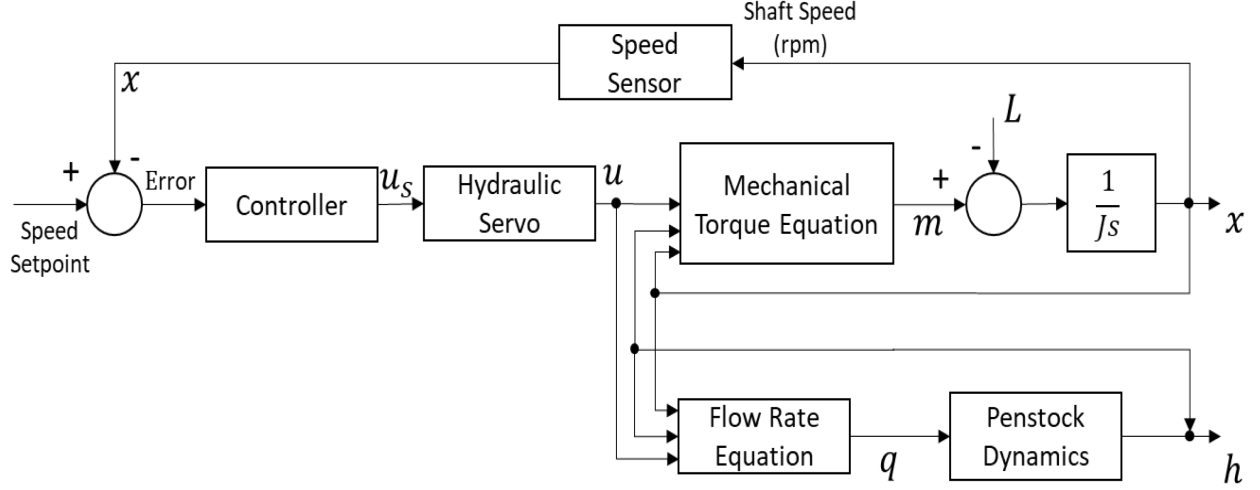 Shaft Speed
(rpm)
Speed
Sensor
x
L
+
-
Error
Controller
u_s
Hydraulic
Servo
u
Mechanical
Torque Equation
+
-
m
1
Js
x
Speed
Setpoint
Flow Rate
Equation
q
Penstock
Dynamics
h